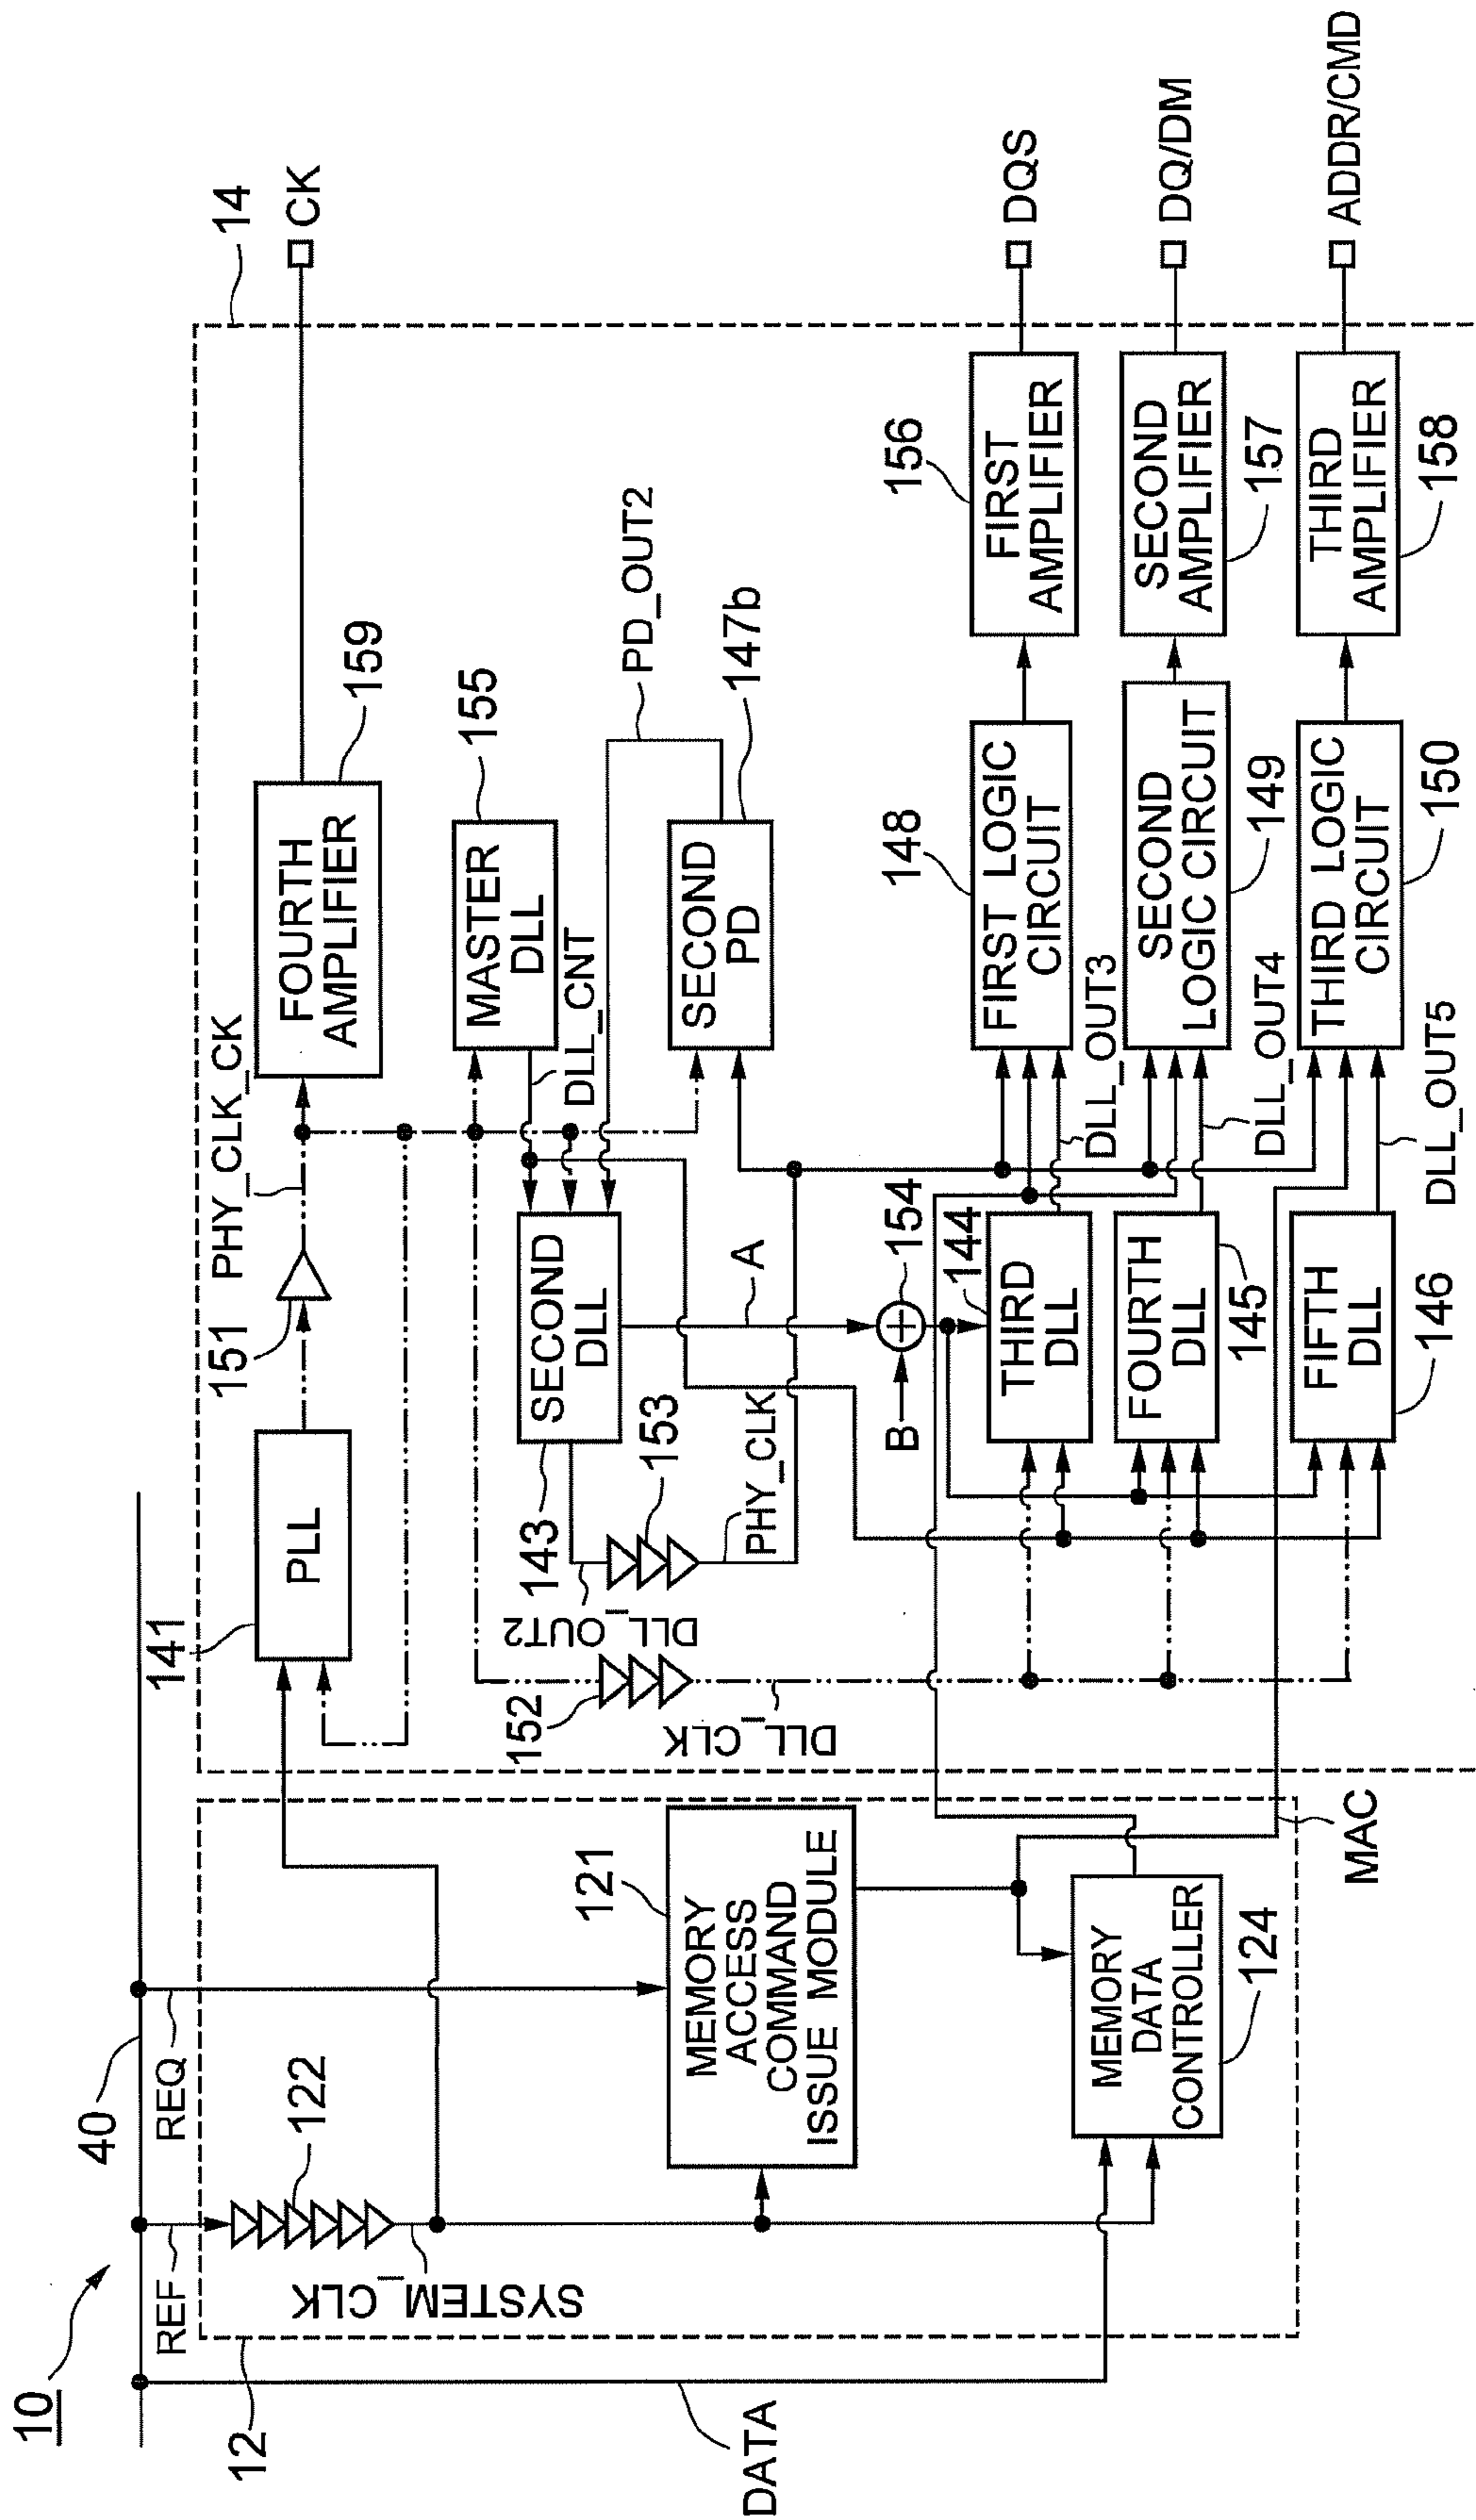 10
40
REF
REQ
12
122
SYSTEM_CLK
DATA
121
MEMORY
ACCESS
COMMAND
ISSUE MODULE
MEMORY
DATA
CONTROLLER
124
MAC
14
141
PLL
151
PHY_CLK_CK
FOURTH
AMPLIFIER
159
CK
152
DLL_CLK
MASTER
DLL
155
DLL_CNT
SECOND
DLL
143
DLL_OUT2
153
PHY_CLK
A
B
154
SECOND
PD
147b
PD_OUT2
144
THIRD
DLL
DLL_OUT3
FOURTH
DLL
145
DLL_OUT4
FIFTH
DLL
146
DLL_OUT5
148
FIRST LOGIC
CIRCUIT
SECOND
LOGIC CIRCUIT
149
THIRD LOGIC
CIRCUIT
150
156
FIRST
AMPLIFIER
SECOND
AMPLIFIER
157
THIRD
AMPLIFIER
158
DQS
DQ/DM
ADDR/CMD